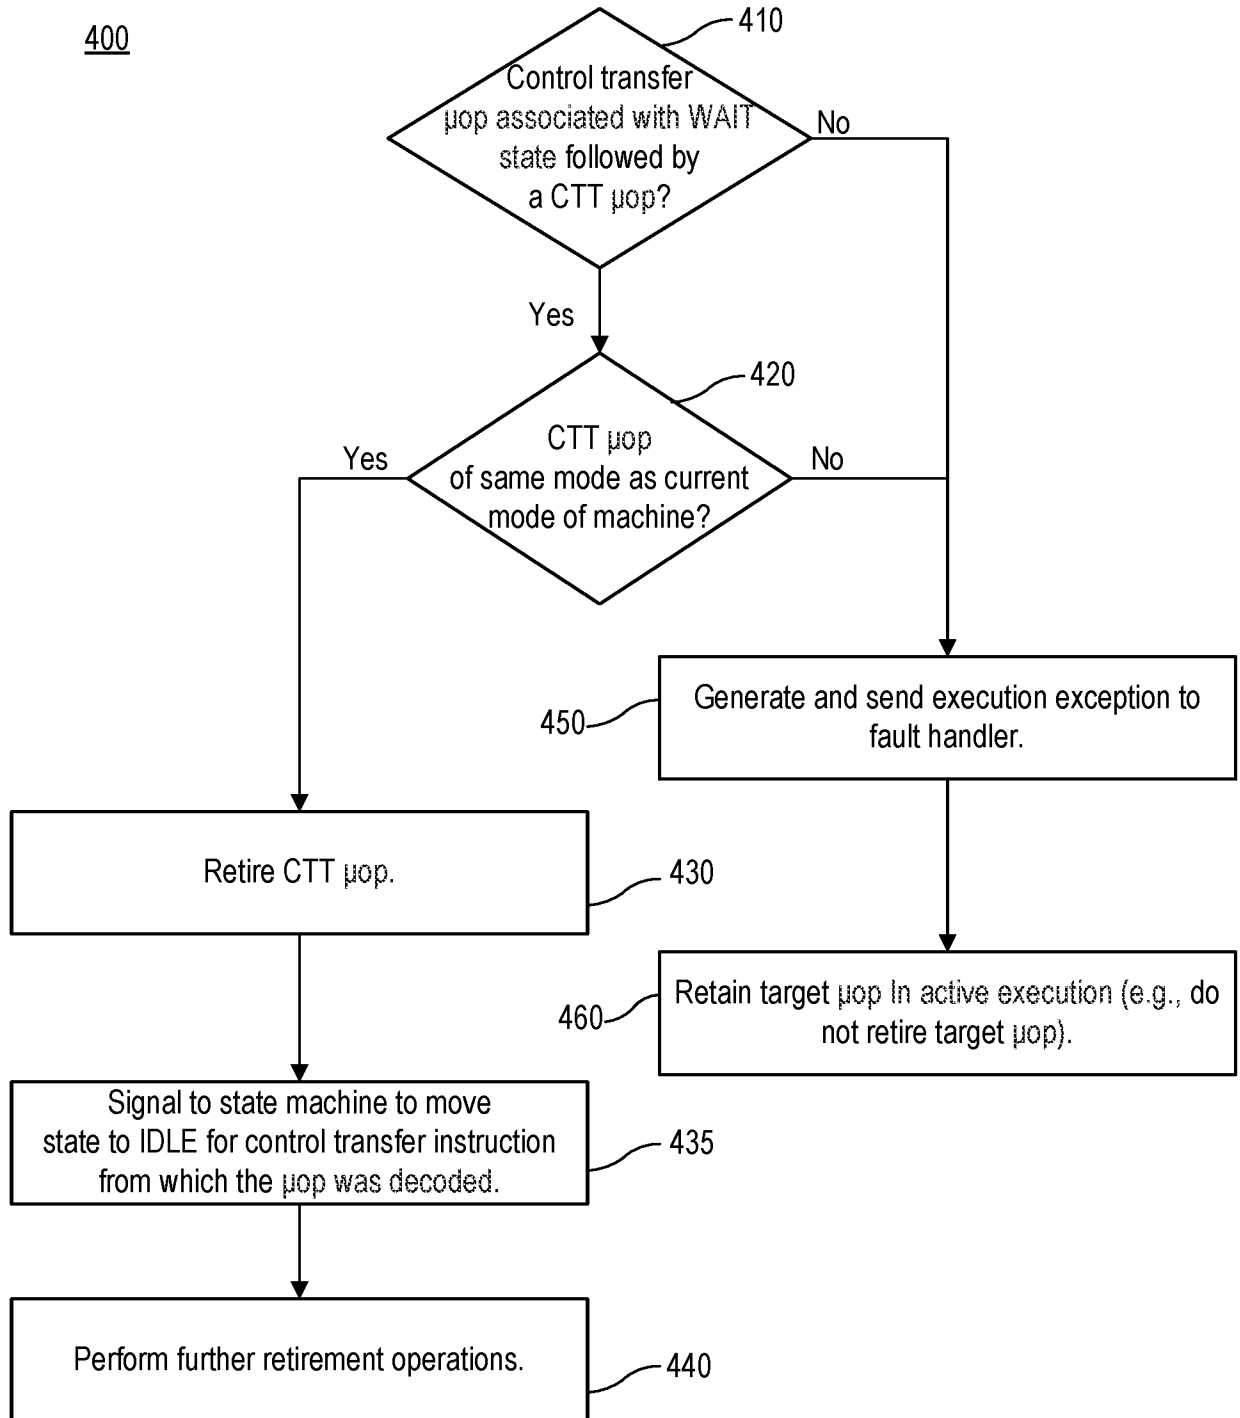 400
410
Control transfer
µop associated with WAIT
state followed by
a CTT µop?
No
Yes
420
CTT µop
of same mode as current
mode of machine?
Yes
No
Generate and send execution exception to
fault handler.
450
Retire CTT µop.
430
Retain target µop In active execution (e.g., do
not retire target µop).
460
Signal to state machine to move
state to IDLE for control transfer instruction
from which the µop was decoded.
435
Perform further retirement operations.
440